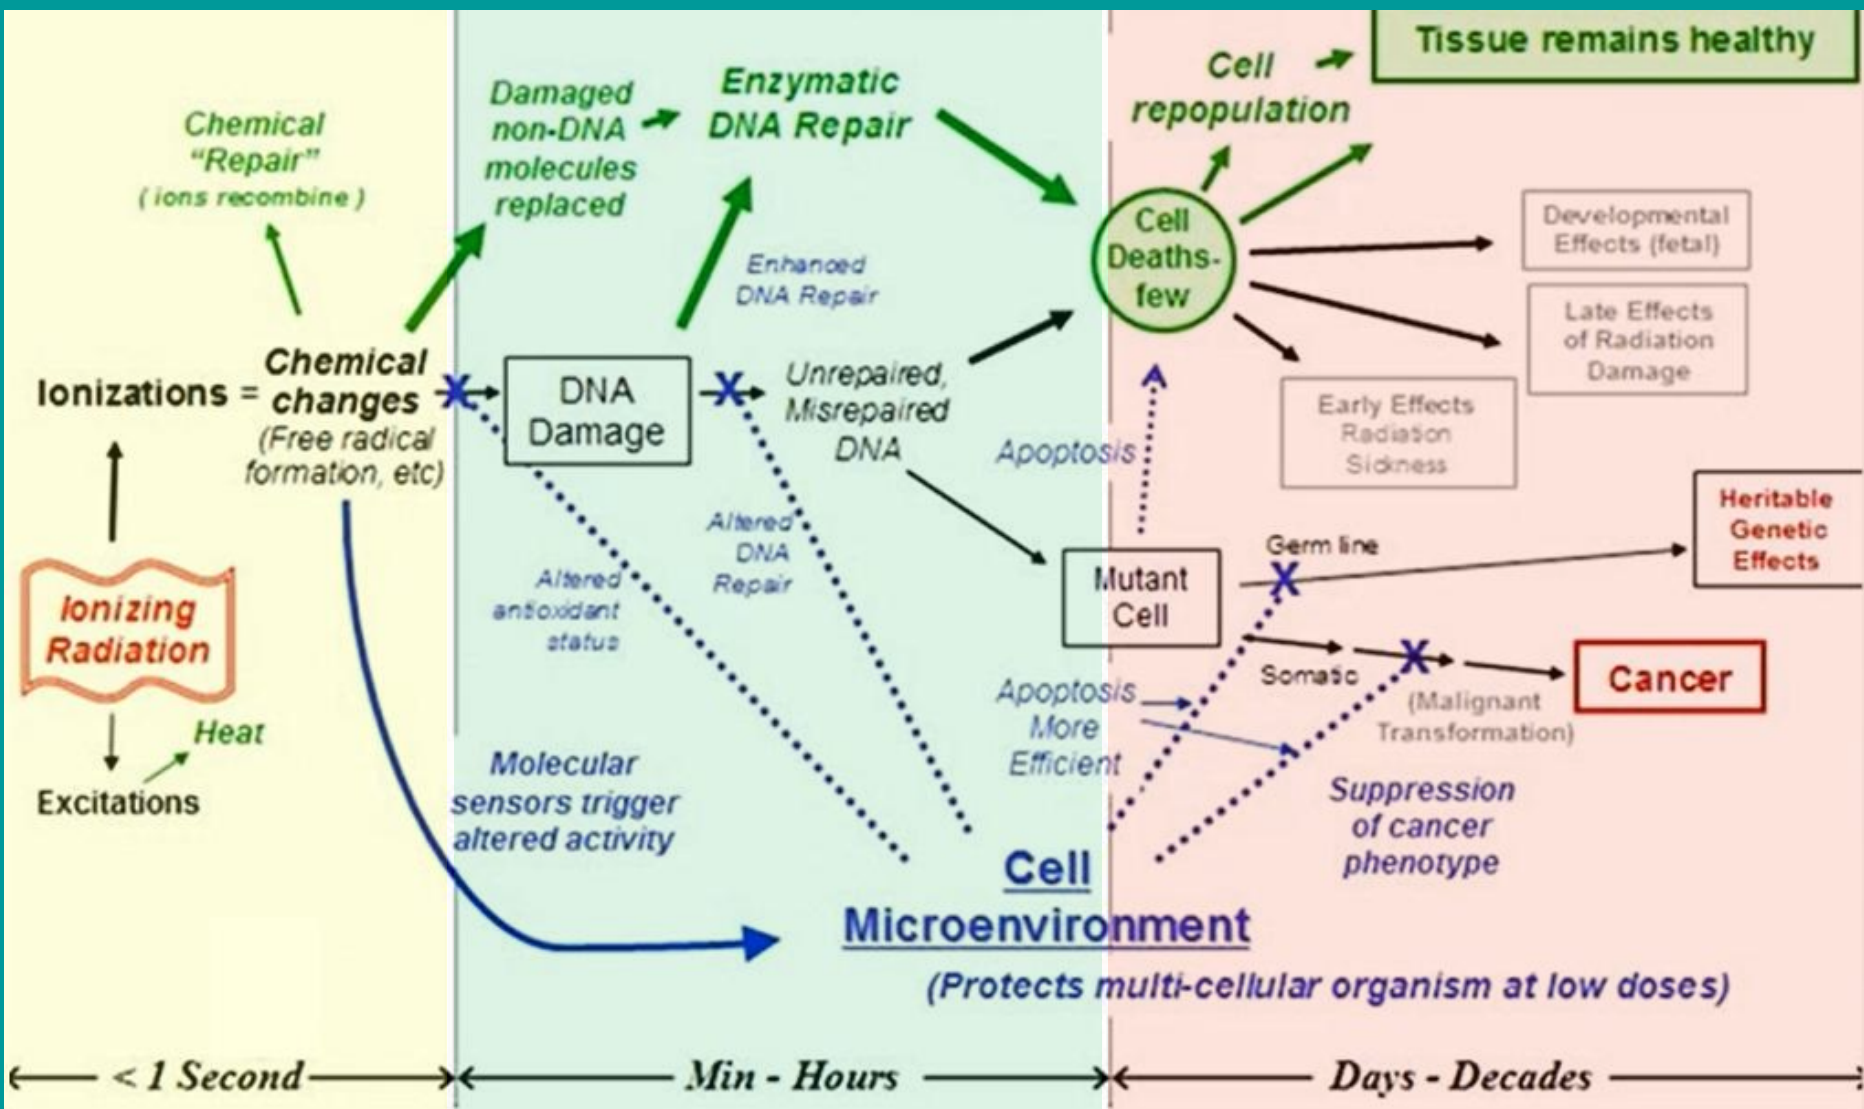 Tissue remains healthy
Cell
repopulation
Damaged
non-DNA
molecules
replaced
Enzymatic
DNA Repair
Chemical
“Repair”
( ions recombine )
Cell
Deaths-
few
Developmental
Effects (fetal)
Enhanced
DNA Repair
Late Effects
of Radiation
Damage
Ionizations =
Chemical
changes
(Free radical
formation, etc)
X
DNA
Damage
X
Unrepaired,
Misrepaired
DNA
Apoptosis
Early Effects
Radiation
Sickness
Heritable
Genetic
Effects
Altered
DNA
Repair
Altered
antioxidant
status
Mutant
Cell
Germ line
X
Ionizing
Radiation
Somatic
X
Cancer
(Malignant
Transformation)
Apoptosis
More
Efficient
Heat
Excitations
Molecular
sensors trigger
altered activity
Suppression
of cancer
phenotype
Cell
Microenvironment
(Protects multi-cellular organism at low doses)
< 1 Second
Min - Hours
Days - Decades